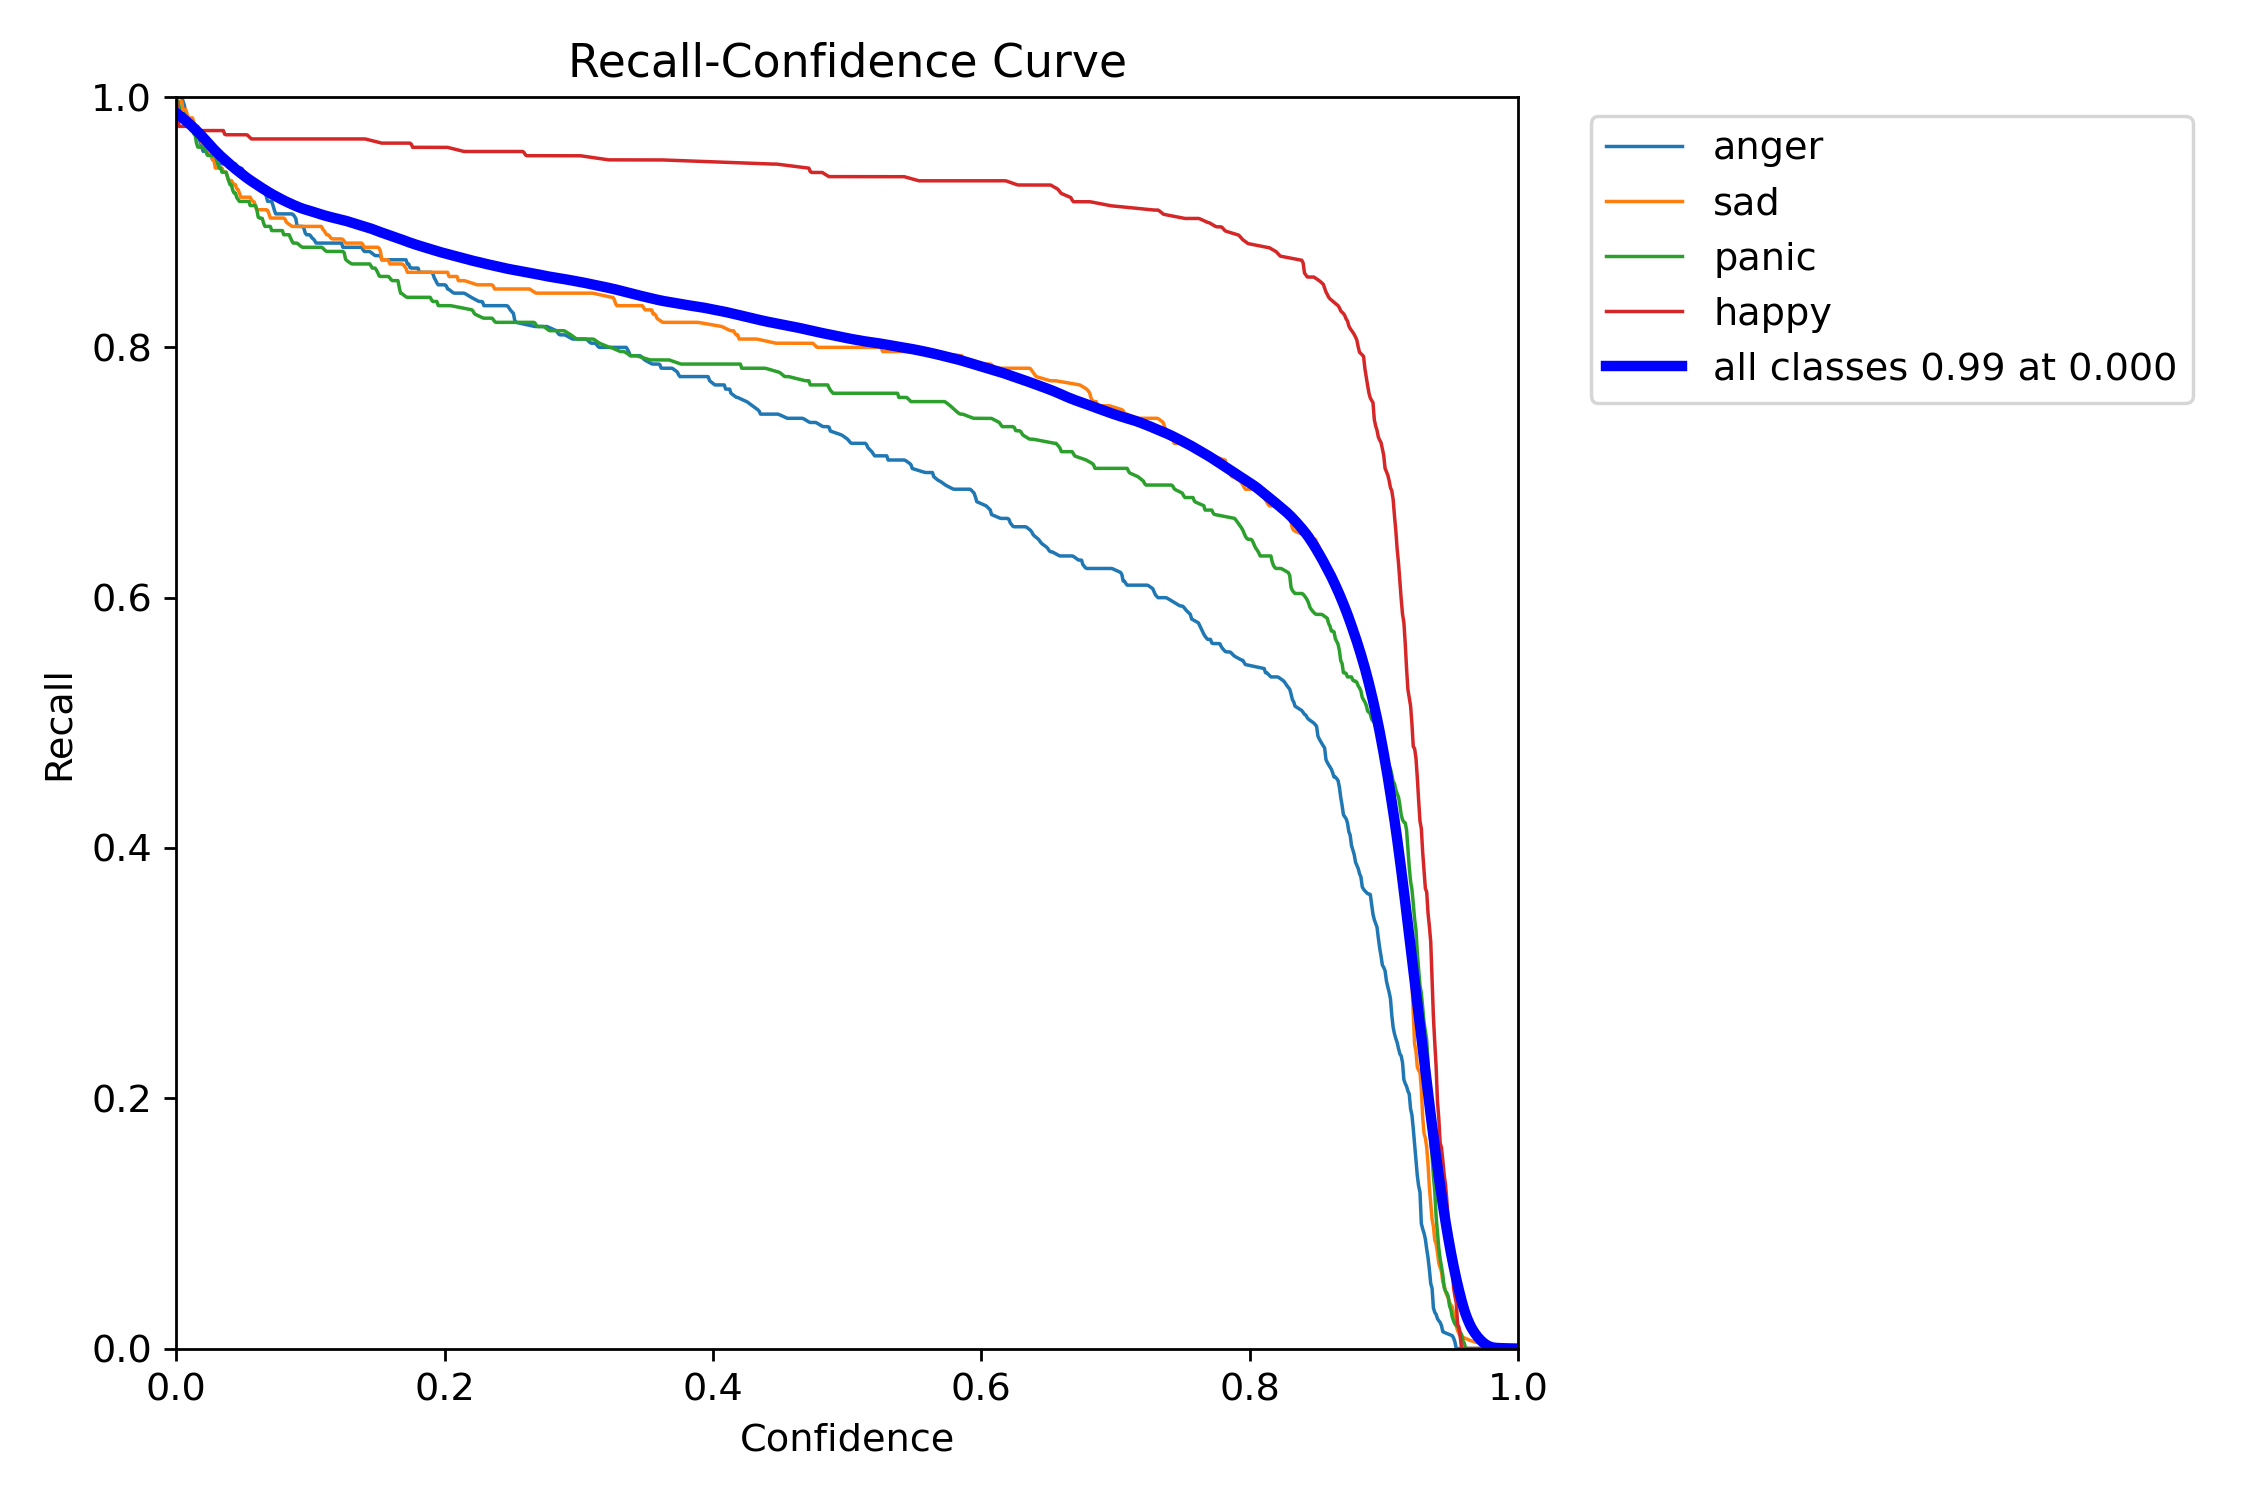 Recall-Confidence Curve
1.0
0.8
0.6
0.4
0.2
0.0
Recall
0.0 0.2 0.4 0.6 0.8 1.0
Confidence
anger
sad
panic
happy
all classes 0.99 at 0.000